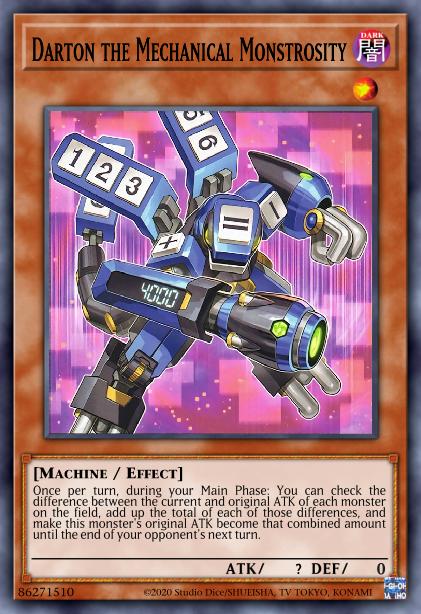 DARTON THE MECHANICAL MONSTROSITY
DARK
闇
5 6
1 2 3
+
=
-
4000
[MACHINE / EFFECT]
Once per turn, during your Main Phase: You can check the
difference between the current and original ATK of each monster
on the field, add up the total of each of those differences, and
make this monster's original ATK become that combined amount
until the end of your opponent's next turn.
ATK/ ? DEF/ 0
86271510
©2020 Studio Dice/SHUEISHA, TV TOKYO, KONAMI